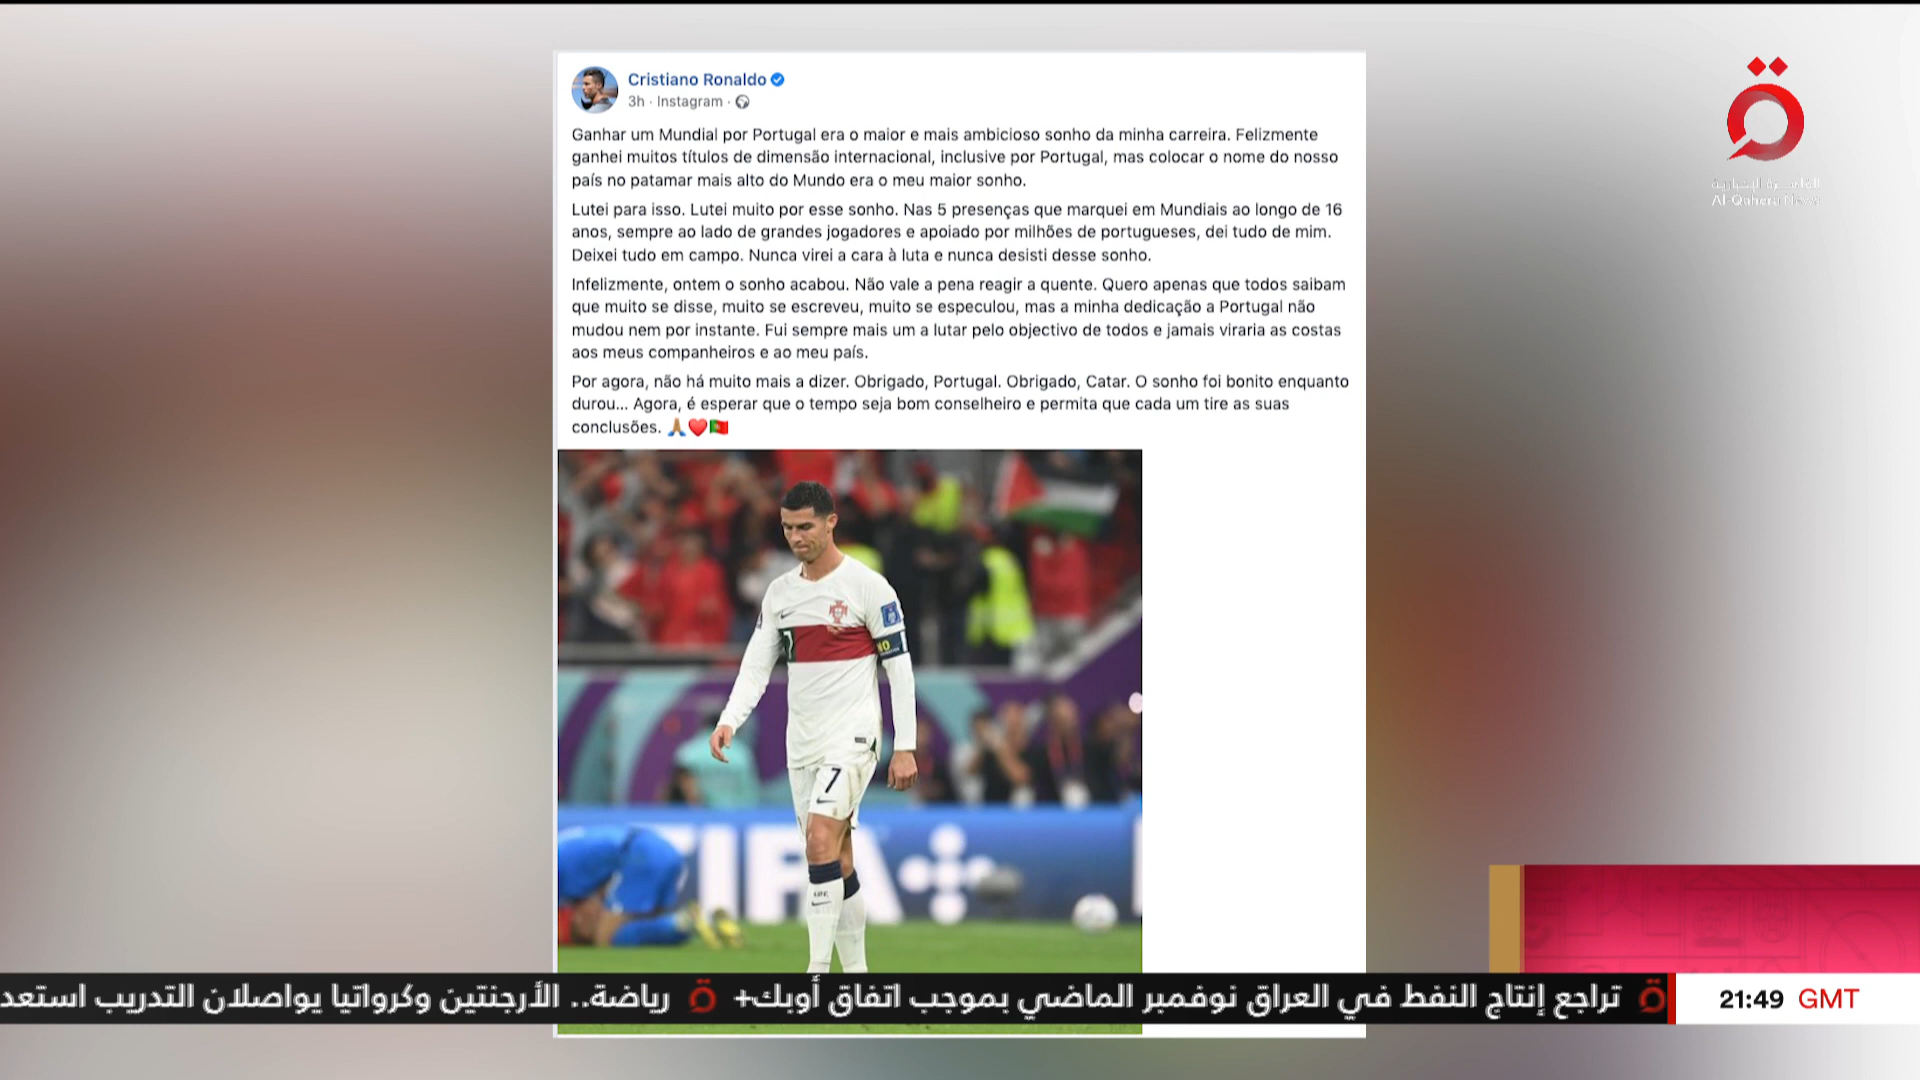 Cristiano Ronaldo
3h · Instagram ·
Ganhar um Mundial por Portugal era o maior e mais ambicioso sonho da minha carreira. Felizmente
ganhei muitos títulos de dimensão internacional, inclusive por Portugal, mas colocar o nome do nosso
país no patamar mais alto do Mundo era o meu maior sonho.
Lutei para isso. Lutei muito por esse sonho. Nas 5 presenças que marquei em Mundiais ao longo de 16
anos, sempre ao lado de grandes jogadores e apoiado por milhões de portugueses, dei tudo de mim.
Deixei tudo em campo. Nunca virei a cara à luta e nunca desisti desse sonho.
Infelizmente, ontem o sonho acabou. Não vale a pena reagir a quente. Quero apenas que todos saibam
que muito se disse, muito se escreveu, muito se especulou, mas a minha dedicação a Portugal não
mudou nem por instante. Fui sempre mais um a lutar pelo objectivo de todos e jamais viraria as costas
aos meus companheiros e ao meu país.
Por agora, não há muito mais a dizer. Obrigado, Portugal. Obrigado, Catar. O sonho foi bonito enquanto
durou... Agora, é esperar que o tempo seja bom conselheiro e permita que cada um tire as suas
conclusões. 🙏🏽❤️🇵🇹
القاهرة الإخبارية
Al-Qahera News
7
NO
7
FIFA+
تراجع إنتاج النفط في العراق نوفمبر الماضي بموجب اتفاق أوبك+ رياضة.. الأرجنتين وكرواتيا يواصلان التدريب استعد
21:49 GMT